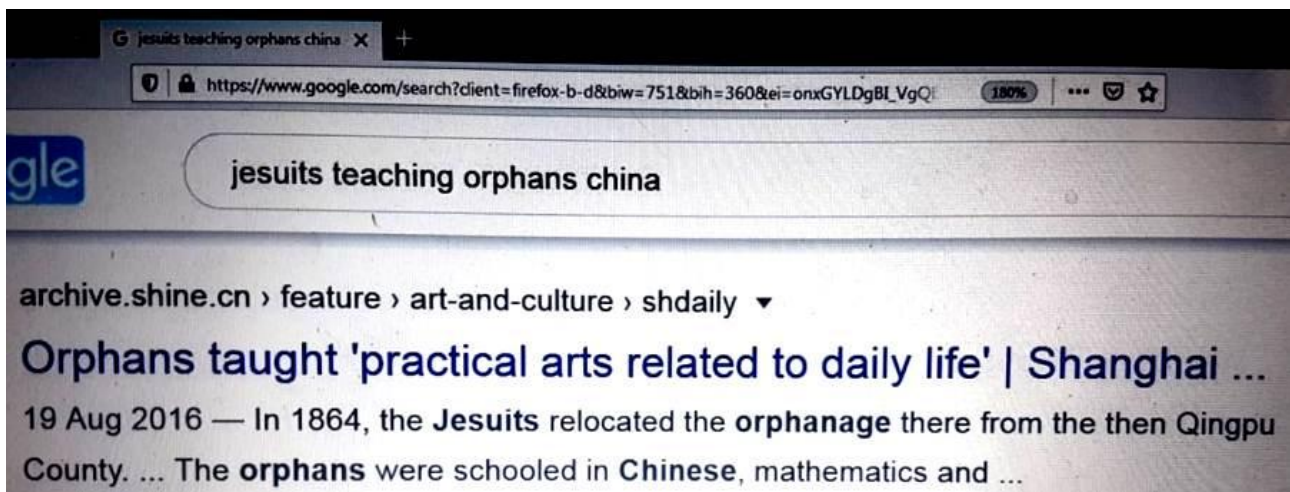 G jesuits teaching orphans china X +
https://www.google.com/search?client=firefox-b-d&biw=751&bih=360&ei=onxGYLDgBI_VgQ 180% ...
gle jesuits teaching orphans china
archive.shine.cn › feature › art-and-culture › shdaily
Orphans taught 'practical arts related to daily life' | Shanghai ...
19 Aug 2016 — In 1864, the Jesuits relocated the orphanage there from the then Qingpu
County. ... The orphans were schooled in Chinese, mathematics and ...